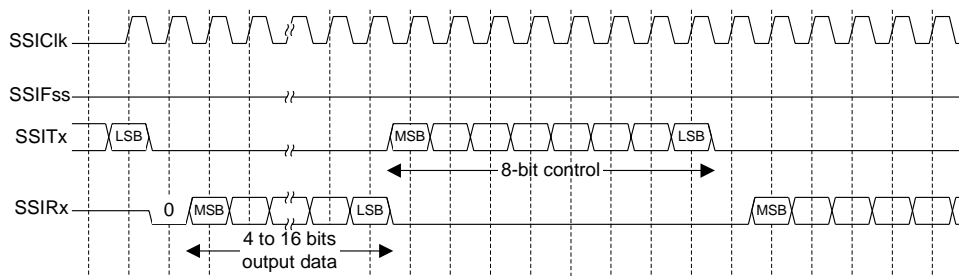 SSIClk
SSIFss
SSITx
LSB
MSB
LSB
8-bit control
SSIRx
0
MSB
LSB
MSB
4 to 16 bits
output data